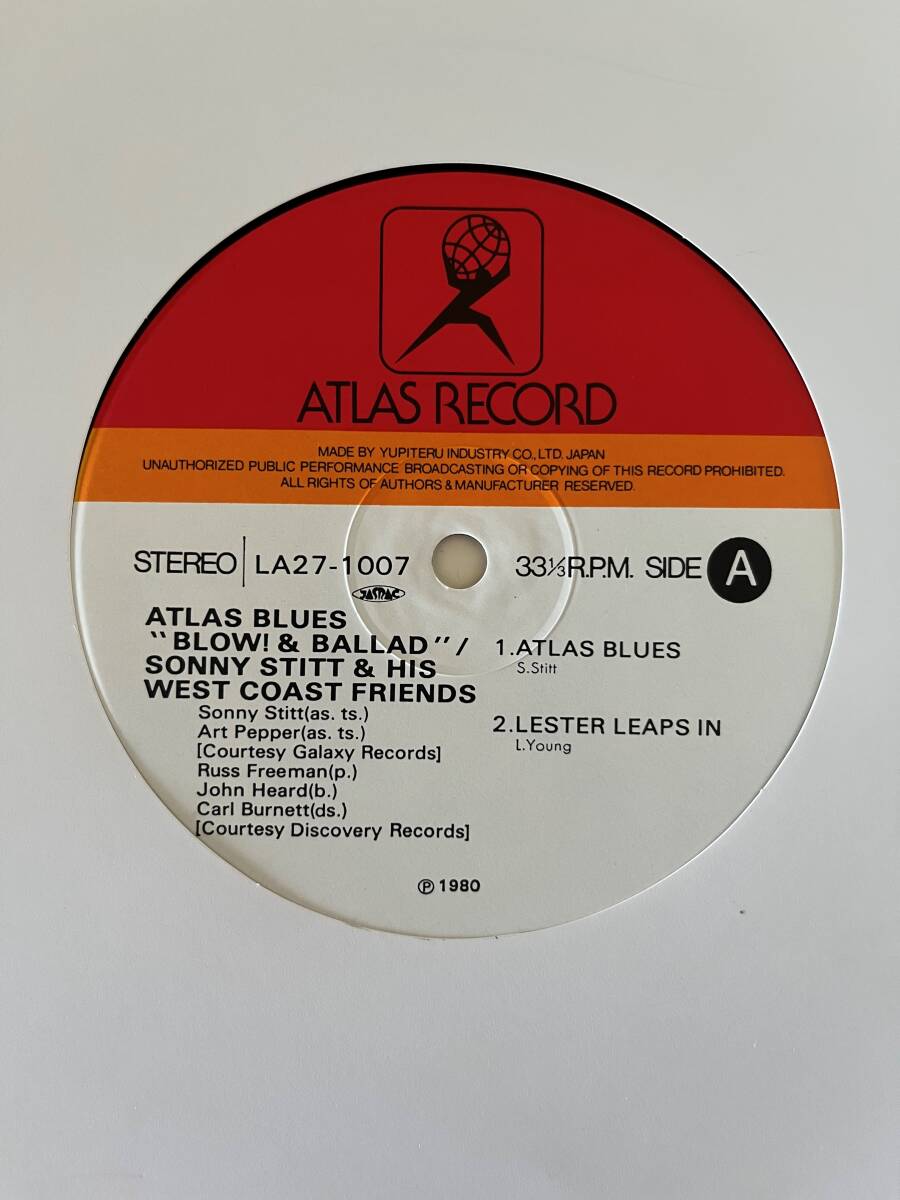 ATLAS RECORD
MADE BY YUPITERU INDUSTRY CO., LTD. JAPAN
UNAUTHORIZED PUBLIC PERFORMANCE BROADCASTING OR COPYING OF THIS RECORD PROHIBITED.
ALL RIGHTS OF AUTHORS & MANUFACTURER RESERVED.
STEREO LA27-1007
JASRAC
33⅓ R.P.M. SIDE A
ATLAS BLUES
"BLOW! & BALLAD" /
SONNY STITT & HIS
WEST COAST FRIENDS
Sonny Stitt(as. ts.)
Art Pepper(as. ts.)
[Courtesy Galaxy Records]
Russ Freeman(p.)
John Heard(b.)
Carl Burnett(ds.)
[Courtesy Discovery Records]
1.ATLAS BLUES
S.Stitt
2.LESTER LEAPS IN
L.Young
Ⓟ 1980